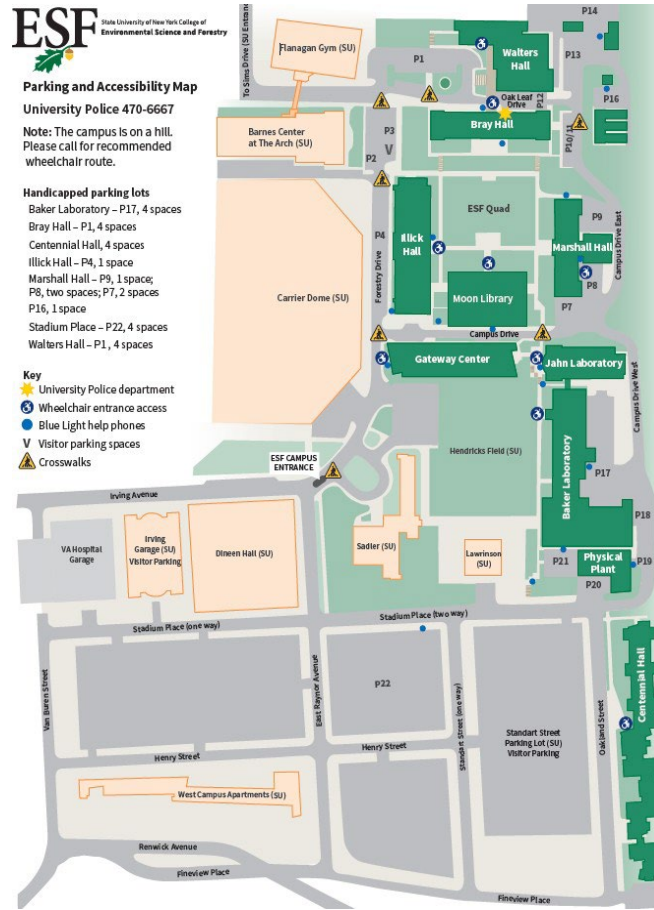 ESF
State University of New York College of
Environmental Science and Forestry
Parking and Accessibility Map
University Police 470-6667
Note: The campus is on a hill.
Please call for recommended
wheelchair route.
Handicapped parking lots
Baker Laboratory – P17, 4 spaces
Bray Hall – P1, 4 spaces
Centennial Hall, 4 spaces
Illick Hall – P4, 1 space
Marshall Hall – P9, 1 space;
P8, two spaces; P7, 2 spaces
P16, 1 space
Stadium Place – P22, 4 spaces
Walters Hall – P1, 4 spaces
Key
University Police department
Wheelchair entrance access
Blue Light help phones
V Visitor parking spaces
Crosswalks
To Sims Drive (SU Entrance
Flanagan Gym (SU)
P1
Walters
Hall
P14
P13
P12
P16
Oak Leaf
Drive
Bray Hall
P10/11
Barnes Center
at The Arch (SU)
P3
V
P2
ESF Quad
Illick
Hall
P4
Forestry Drive
Carrier Dome (SU)
Moon Library
P9
Marshall Hall
P8
P7
Campus Drive East
Campus Drive
Gateway Center
Jahn Laboratory
Campus Drive West
Hendricks Field (SU)
Baker Laboratory
P17
P18
ESF CAMPUS
ENTRANCE
Irving Avenue
VA Hospital
Garage
Irving
Garage (SU)
Visitor Parking
Dineen Hall (SU)
Sadler (SU)
Lawrinson
(SU)
P21
Physical
Plant
P19
P20
Stadium Place (one way)
Stadium Place (two way)
Van Buren Street
East Raynor Avenue
P22
Standart Street (one way)
Standart Street
Parking Lot (SU)
Visitor Parking
Oakland Street
Centennial Hall
Henry Street
Henry Street
West Campus Apartments (SU)
Renwick Avenue
Fineview Place
Fineview Place